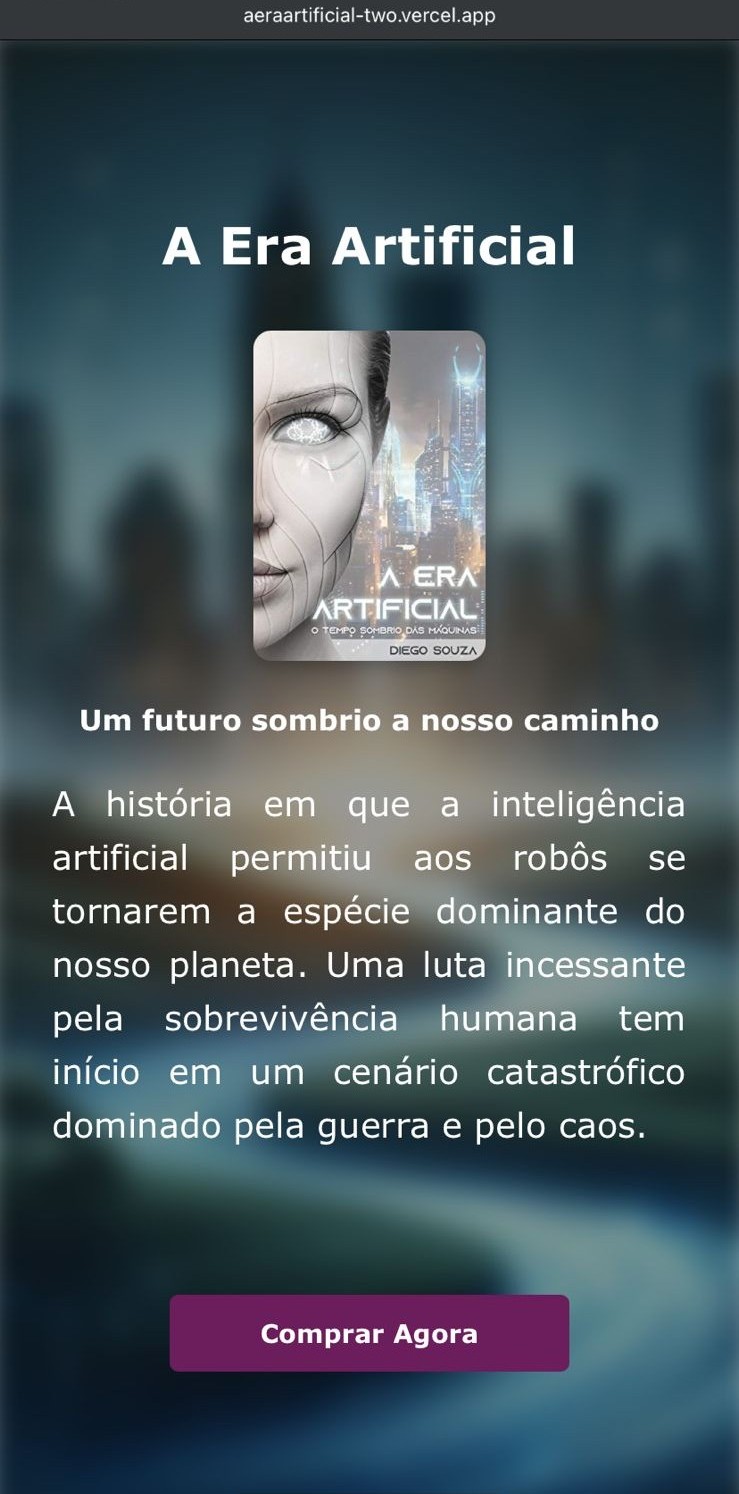 aeraartificial-two.vercel.app
A Era Artificial
A ERA
ARTIFICIAL
O TEMPO SOMBRIO DAS MÁQUINAS
DIEGO SOUZA
Um futuro sombrio a nosso caminho
A história em que a inteligência
artificial permitiu aos robôs se
tornarem a espécie dominante do
nosso planeta. Uma luta incessante
pela sobrevivência humana tem
início em um cenário catastrófico
dominado pela guerra e pelo caos.
Comprar Agora